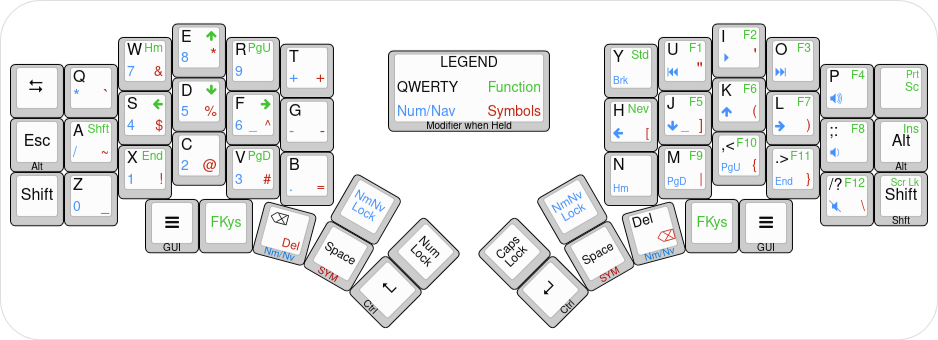 E
8 *
W Hm
7 &
R PgU
9
T
+ +
LEGEND
QWERTY Function
Num/Nav Symbols
Modifier when Held
I F2
'
Y Std
Brk
U F1
"
O F3
Q
* `
D
5 %
P F4
Prt
Sc
S
4 $
F
6 _ ^
G
- -
K F6
(
H Nev
[
J F5
_ ]
L F7
)
Esc
Alt
A Shft
/ ~
C
2 @
;: F8
Ins
Alt
Alt
X End
1 !
V PgD
3 #
B
. =
,< F10
PgU {
N
Hm
M F9
PgD |
.> F11
End }
Shift
Z
0 _
/? F12
\
Scr Lk
Shift
Shft
GUI
FKys
Del
Nm/Nv
NmNv
Lock
NmNv
Lock
Del
Nm/Nv
FKys
GUI
Space
SYM
Num
Lock
Caps
Lock
Space
SYM
Ctrl
Ctrl